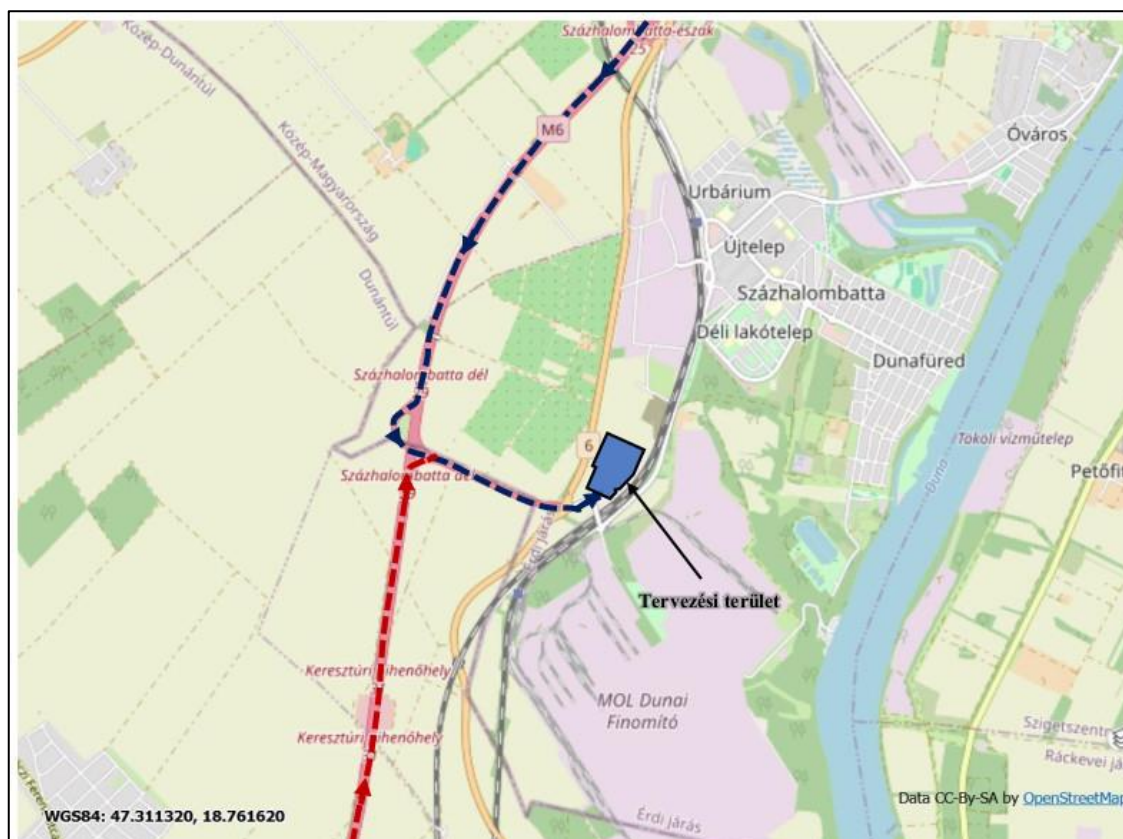 Százhalombatta-észak
25
Közép-Dunántúl
Közép-Magyarország
Dunántúl
M6
Óváros
Urbárium
Újtelep
Százhalombatta
Déli lakótelep
Dunafüred
Százhalombatta dél
Százhalombatta dél
6
Tököli vízműtelep
Duna
Petőfi
Érdi járás
Tervezési terület
Keresztúri pihenőhely
MOL Dunai
Finomító
Keresztúri pihenőhely
Szigetszentm
Ráckevei já
Érdi járás
WGS84: 47.311320, 18.761620
Data CC-By-SA by OpenStreetMap